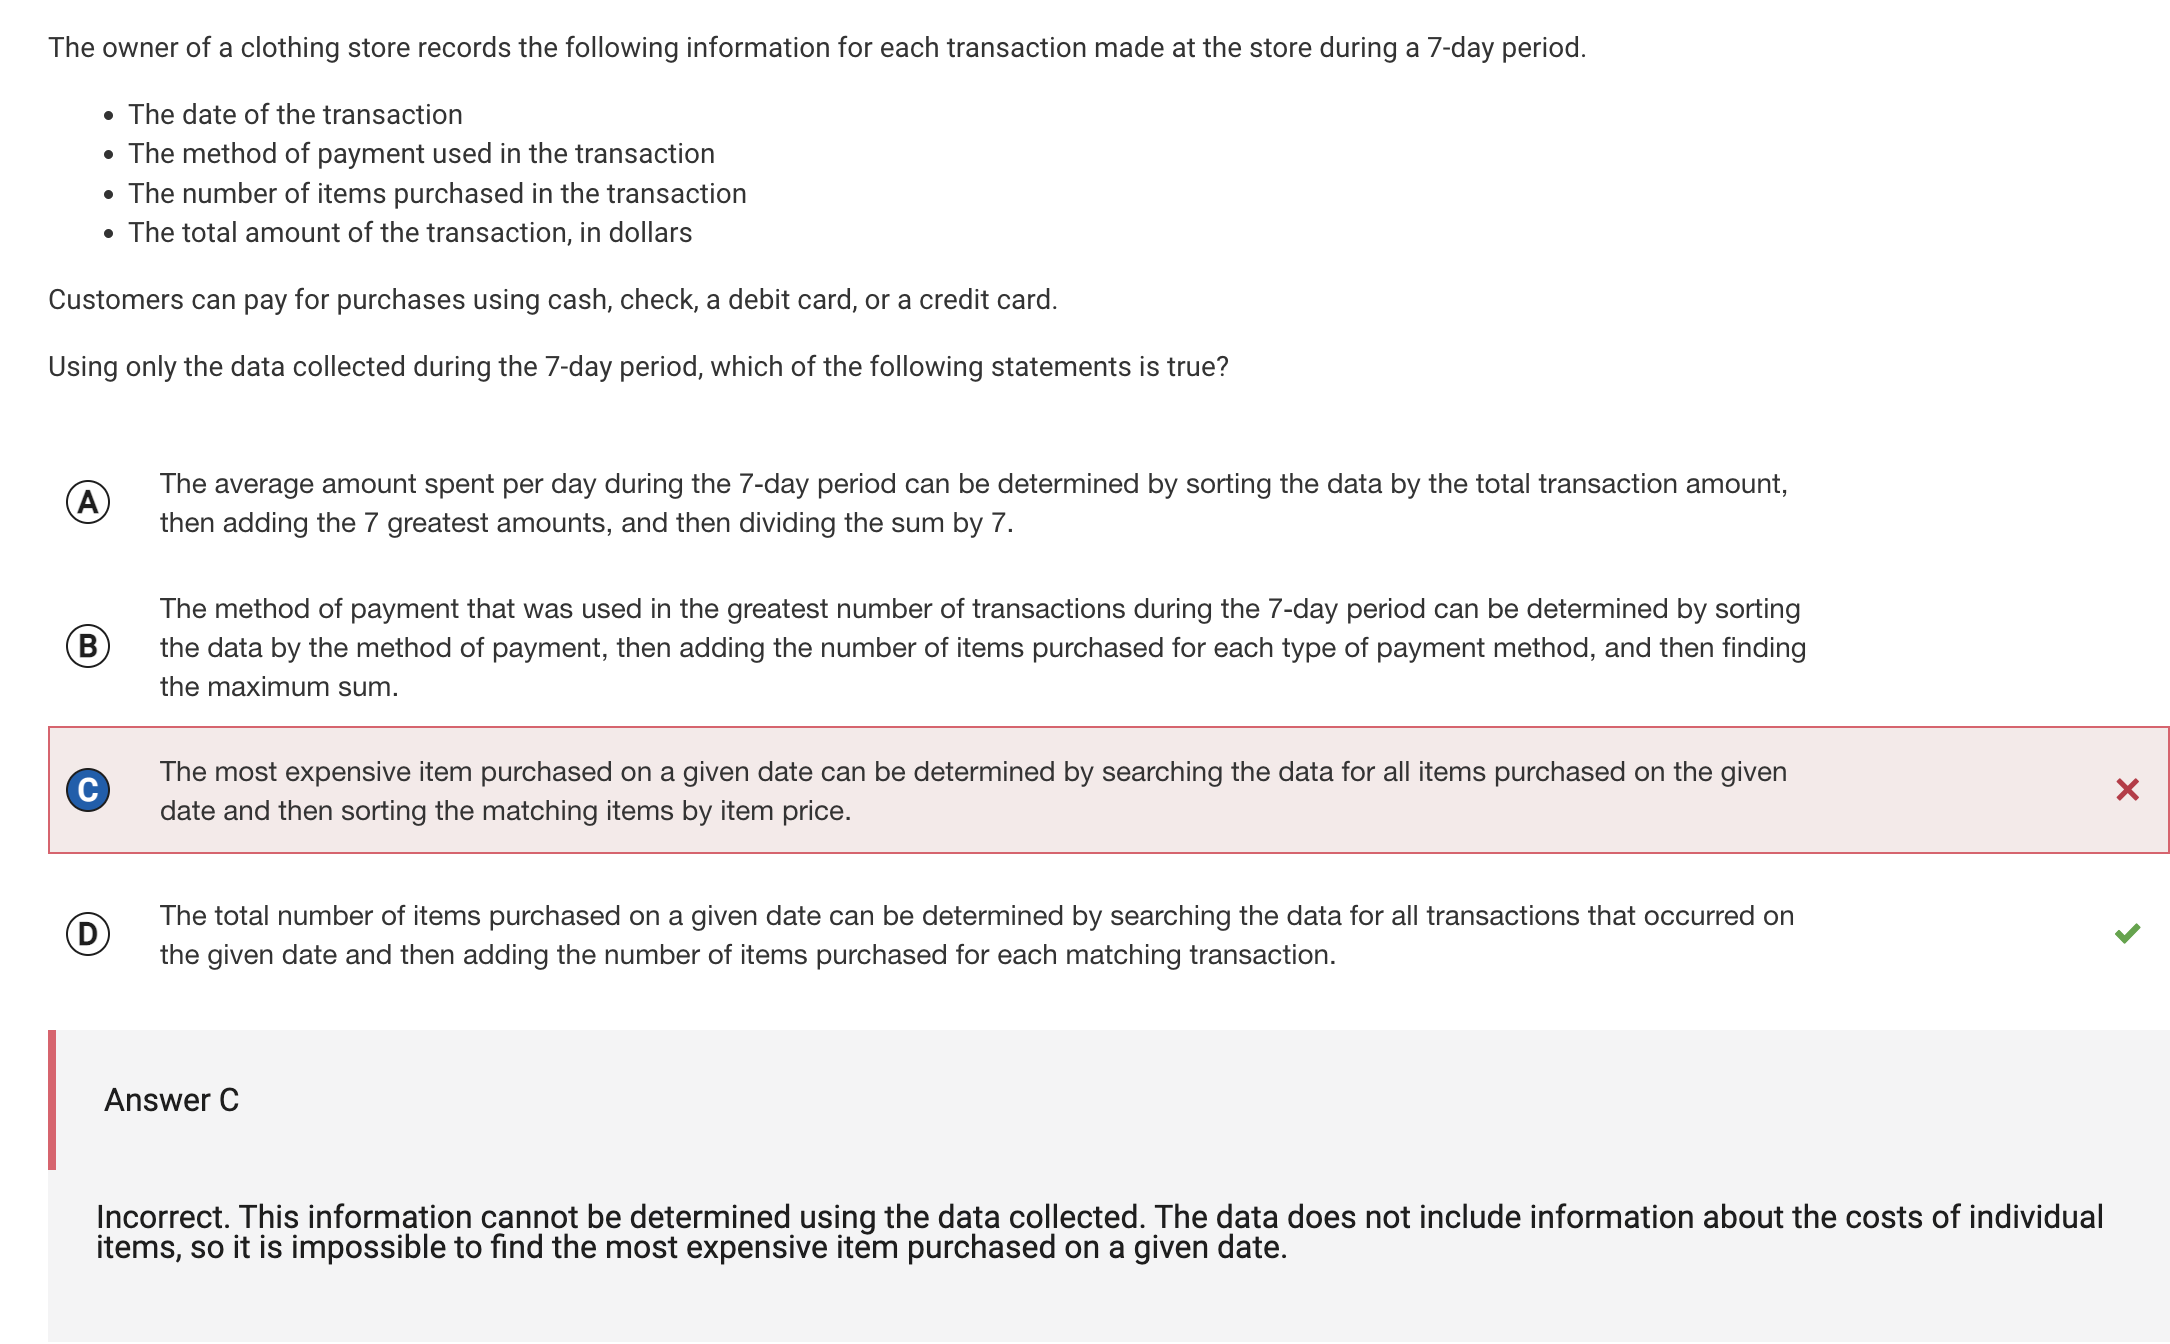 The owner of a clothing store records the following information for each transaction made at the store during a 7-day period.
• The date of the transaction
• The method of payment used in the transaction
• The number of items purchased in the transaction
• The total amount of the transaction, in dollars
Customers can pay for purchases using cash, check, a debit card, or a credit card.
Using only the data collected during the 7-day period, which of the following statements is true?
A
The average amount spent per day during the 7-day period can be determined by sorting the data by the total transaction amount,
then adding the 7 greatest amounts, and then dividing the sum by 7.
B
The method of payment that was used in the greatest number of transactions during the 7-day period can be determined by sorting
the data by the method of payment, then adding the number of items purchased for each type of payment method, and then finding
the maximum sum.
C
The most expensive item purchased on a given date can be determined by searching the data for all items purchased on the given
date and then sorting the matching items by item price.
D
The total number of items purchased on a given date can be determined by searching the data for all transactions that occurred on
the given date and then adding the number of items purchased for each matching transaction.
Answer C
Incorrect. This information cannot be determined using the data collected. The data does not include information about the costs of individual
items, so it is impossible to find the most expensive item purchased on a given date.